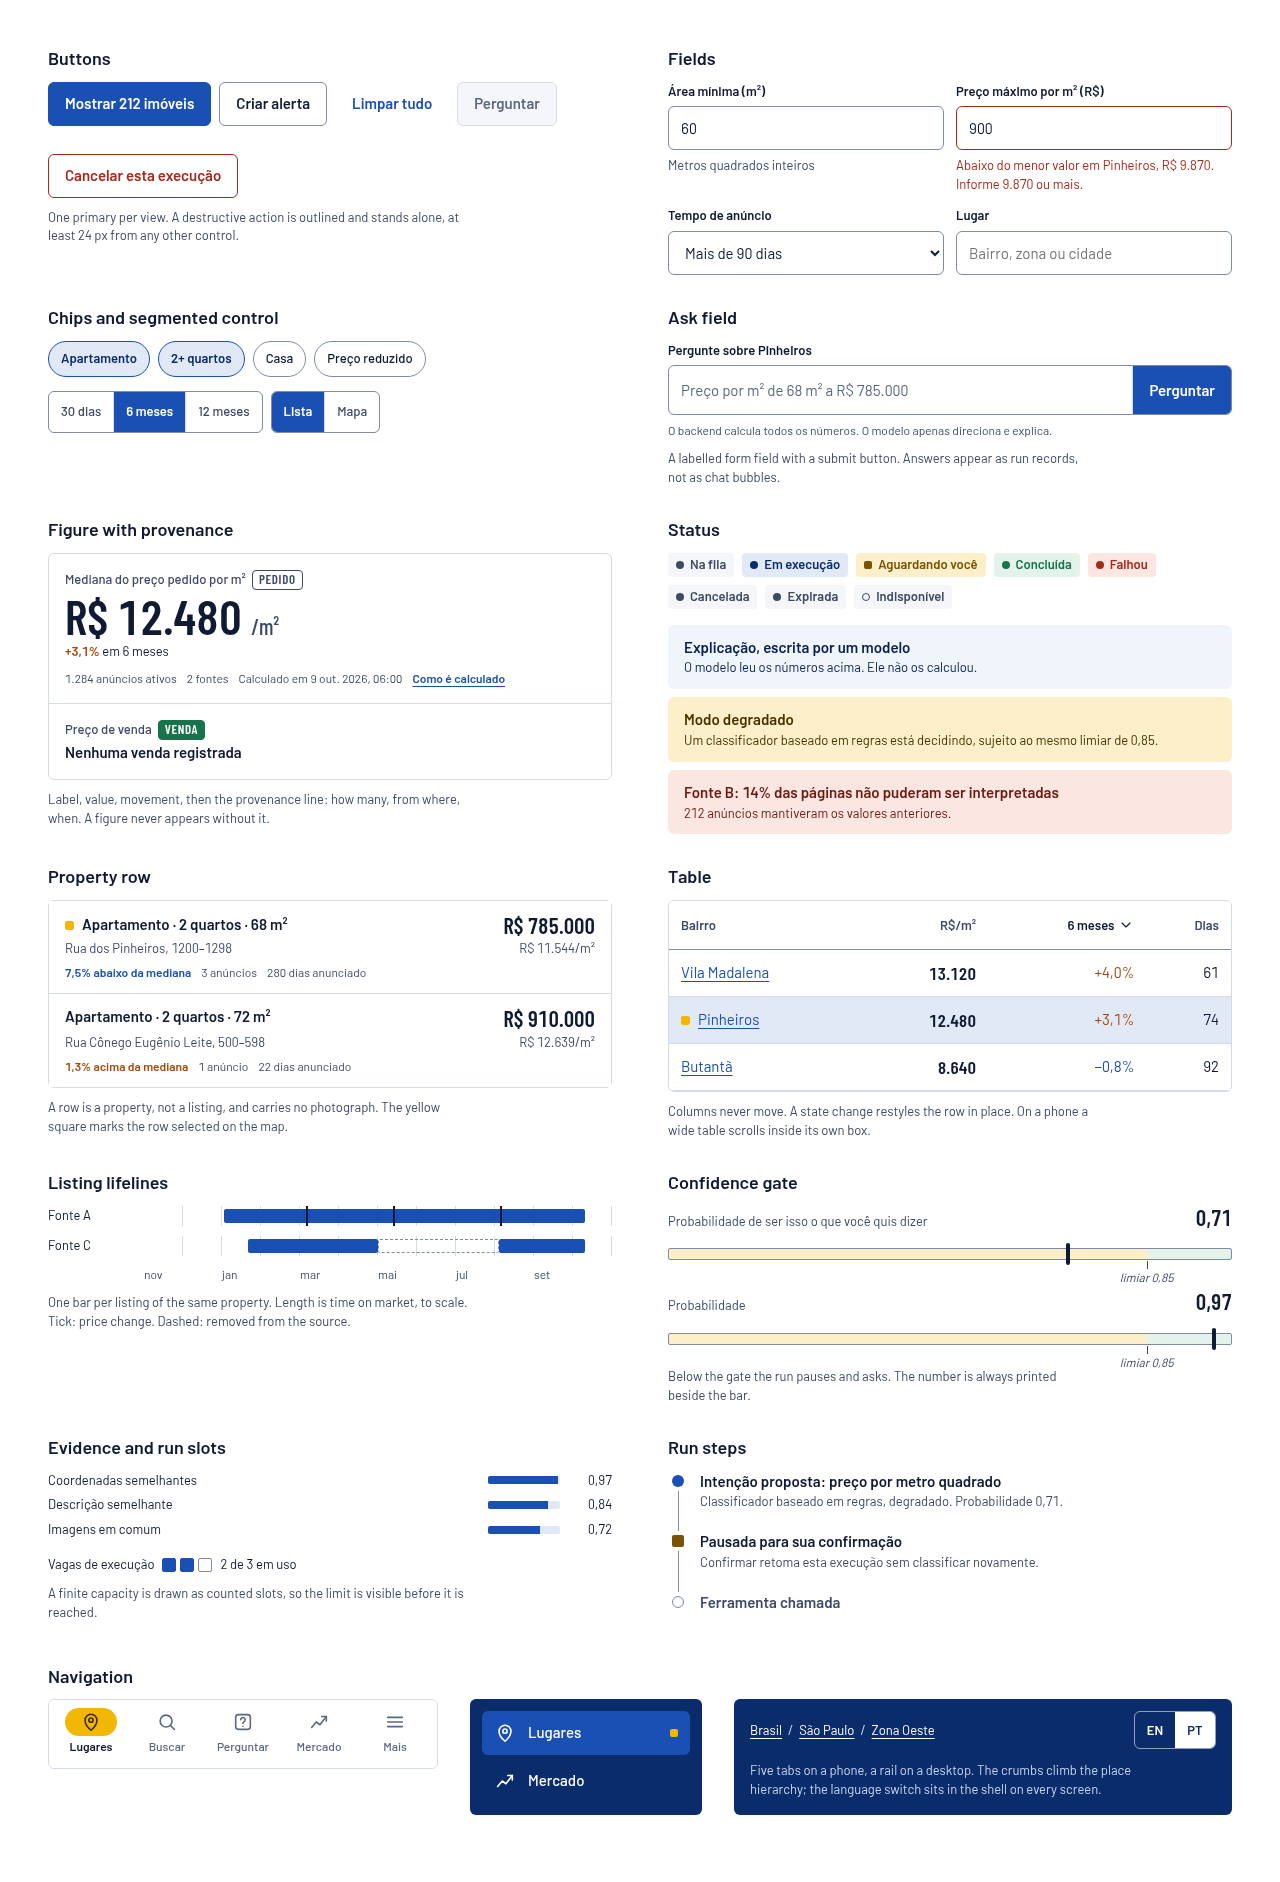 Buttons
Mostrar 212 imóveis
Criar alerta
Limpar tudo
Perguntar
Cancelar esta execução
One primary per view. A destructive action is outlined and stands alone, at
least 24 px from any other control.
Fields
Área mínima (m²)
60
Metros quadrados inteiros
Preço máximo por m² (R$)
900
Abaixo do menor valor em Pinheiros, R$ 9.870.
Informe 9.870 ou mais.
Tempo de anúncio
Mais de 90 dias
Lugar
Bairro, zona ou cidade
Chips and segmented control
Apartamento
2+ quartos
Casa
Preço reduzido
30 dias
6 meses
12 meses
Lista
Mapa
Ask field
Pergunte sobre Pinheiros
Preço por m² de 68 m² a R$ 785.000
Perguntar
O backend calcula todos os números. O modelo apenas direciona e explica.
A labelled form field with a submit button. Answers appear as run records,
not as chat bubbles.
Figure with provenance
Mediana do preço pedido por m² PEDIDO
R$ 12.480 /m²
+3,1% em 6 meses
1.284 anúncios ativos 2 fontes Calculado em 9 out. 2026, 06:00 Como é calculado
Preço de venda VENDA
Nenhuma venda registrada
Label, value, movement, then the provenance line: how many, from where,
when. A figure never appears without it.
Status
Na fila
Em execução
Aguardando você
Concluída
Falhou
Cancelada
Expirada
Indisponível
Explicação, escrita por um modelo
O modelo leu os números acima. Ele não os calculou.
Modo degradado
Um classificador baseado em regras está decidindo, sujeito ao mesmo limiar de 0,85.
Fonte B: 14% das páginas não puderam ser interpretadas
212 anúncios mantiveram os valores anteriores.
Property row
Apartamento · 2 quartos · 68 m² R$ 785.000
Rua dos Pinheiros, 1200–1298 R$ 11.544/m²
7,5% abaixo da mediana 3 anúncios 280 dias anunciado
Apartamento · 2 quartos · 72 m² R$ 910.000
Rua Cônego Eugênio Leite, 500–598 R$ 12.639/m²
1,3% acima da mediana 1 anúncio 22 dias anunciado
A row is a property, not a listing, and carries no photograph. The yellow
square marks the row selected on the map.
Table
Bairro R$/m² 6 meses Dias
Vila Madalena 13.120 +4,0% 61
Pinheiros 12.480 +3,1% 74
Butantã 8.640 −0,8% 92
Columns never move. A state change restyles the row in place. On a phone a
wide table scrolls inside its own box.
Listing lifelines
Fonte A
Fonte C
nov jan mar mai jul set
One bar per listing of the same property. Length is time on market, to scale.
Tick: price change. Dashed: removed from the source.
Confidence gate
Probabilidade de ser isso o que você quis dizer 0,71
limiar 0,85
Probabilidade 0,97
limiar 0,85
Below the gate the run pauses and asks. The number is always printed
beside the bar.
Evidence and run slots
Coordenadas semelhantes 0,97
Descrição semelhante 0,84
Imagens em comum 0,72
Vagas de execução 2 de 3 em uso
A finite capacity is drawn as counted slots, so the limit is visible before it is
reached.
Run steps
Intenção proposta: preço por metro quadrado
Classificador baseado em regras, degradado. Probabilidade 0,71.
Pausada para sua confirmação
Confirmar retoma esta execução sem classificar novamente.
Ferramenta chamada
Navigation
Lugares
Buscar
Perguntar
Mercado
Mais
Lugares
Mercado
Brasil / São Paulo / Zona Oeste
EN PT
Five tabs on a phone, a rail on a desktop. The crumbs climb the place
hierarchy; the language switch sits in the shell on every screen.